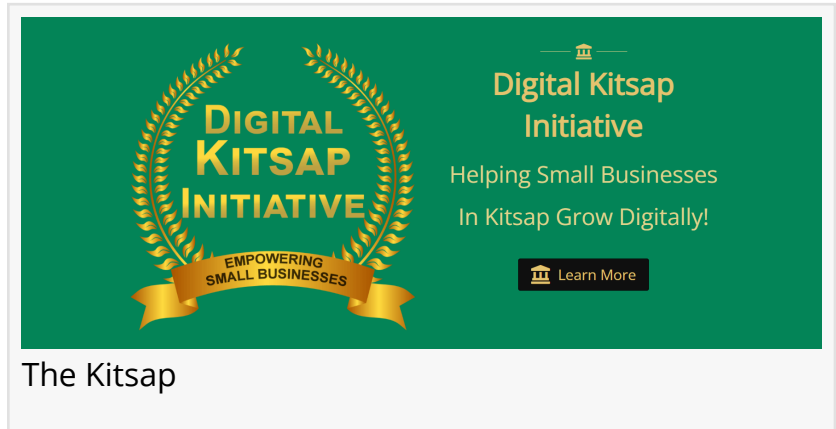 DIGITAL
KITSAP
INITIATIVE
EMPOWERING
SMALL BUSINESSES
Digital Kitsap
Initiative
Helping Small Businesses
In Kitsap Grow Digitally!
Learn More
The Kitsap